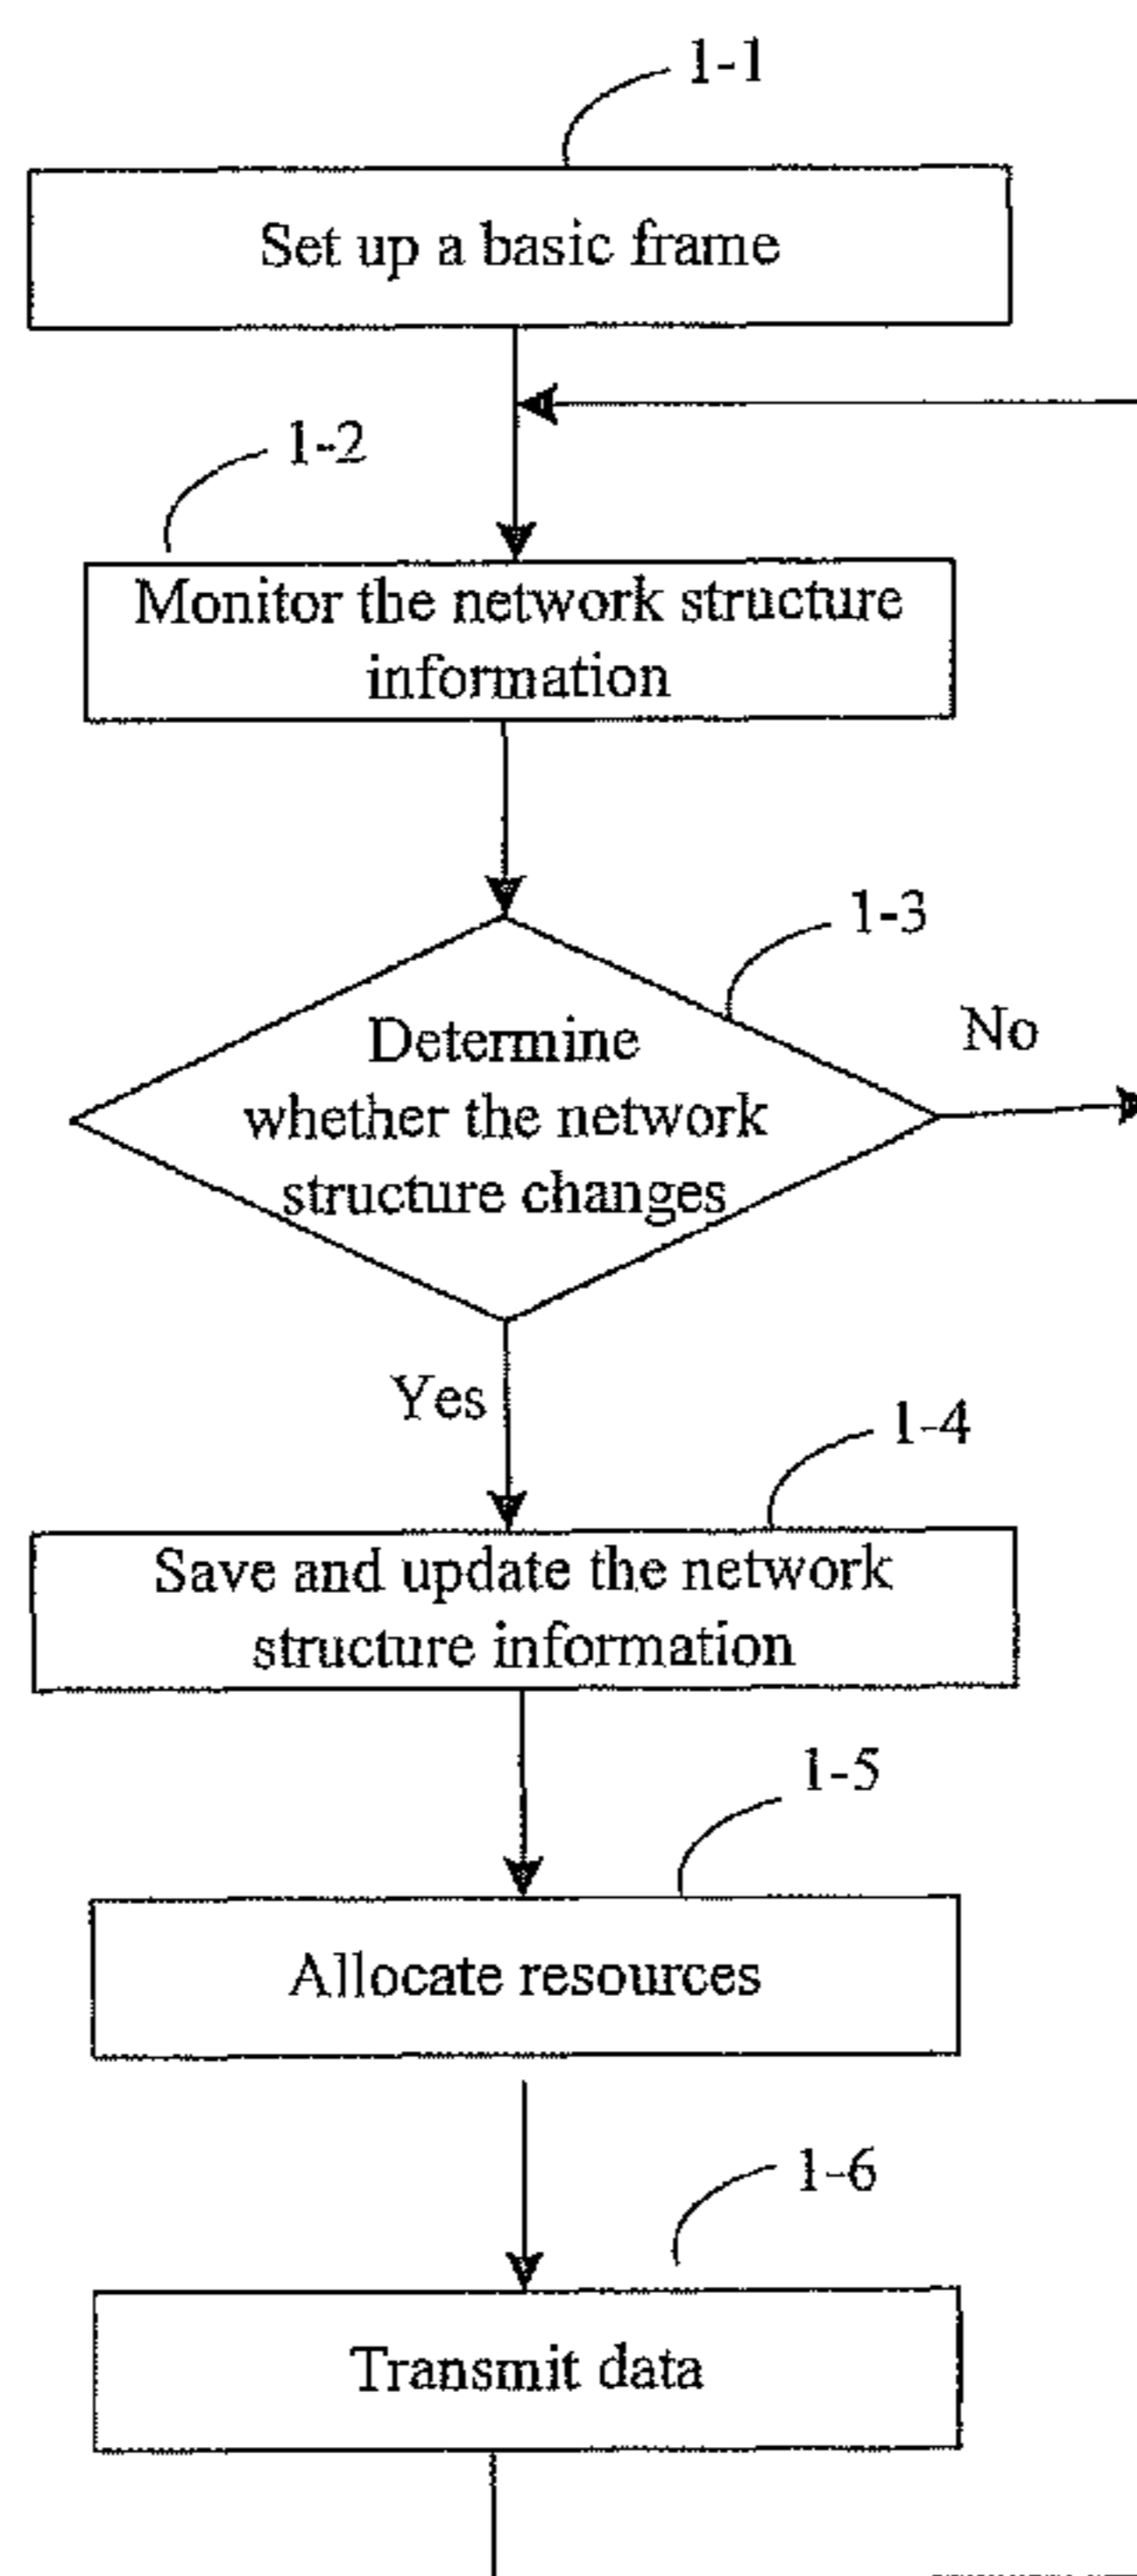 1-1
Set up a basic frame
1-2
Monitor the network structure
information
1-3
No
Determine
whether the network
structure changes
Yes
1-4
Save and update the network
structure information
1-5
Allocate resources
1-6
Transmit data